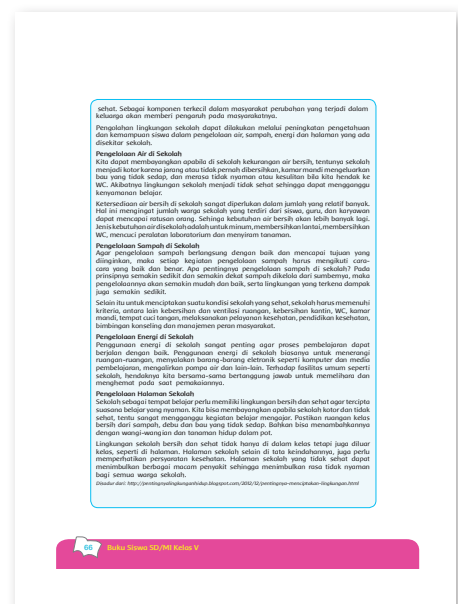 sehat. Sebagai komponen terkecil dalam masyarakat perubahan yang terjadi dalam
keluarga akan memberi pengaruh pada masyarakatnya.
Pengolahan lingkungan sekolah dapat dilakukan melalui peningkatan pengetahuan
dan kemampuan siswa dalam pengelolaan air, sampah, energi dan halaman yang ada
disekitar sekolah.
Pengelolaan Air di Sekolah
Kita dapat membayangkan apabila di sekolah kekurangan air bersih, tentunya sekolah
menjadi kotor karena jarang atau tidak pernah dibersihkan, kamar mandi mengeluarkan
bau yang tidak sedap, dan merasa tidak nyaman atau kesulitan bila kita hendak ke
WC. Akibatnya lingkungan sekolah menjadi tidak sehat sehingga dapat mengganggu
kenyamanan belajar.
Ketersediaan air bersih di sekolah sangat diperlukan dalam jumlah yang relatif banyak.
Hal ini mengingat jumlah warga sekolah yang terdiri dari siswa, guru, dan karyawan
dapat mencapai ratusan orang. Sehinga kebutuhan air bersih akan lebih banyak lagi.
Jenis kebutuhan air disekolah adalah untuk minum, membersihkan lantai, membersihkan
WC, mencuci peralatan laboratorium dan menyiram tanaman.
Pengelolaan Sampah di Sekolah
Agar pengelolaan sampah berlangsung dengan baik dan mencapai tujuan yang
diinginkan, maka setiap kegiatan pengelolaan sampah harus mengikuti cara-
cara yang baik dan benar. Apa pentingnya pengelolaan sampah di sekolah? Pada
prinsipnya semakin sedikit dan semakin dekat sampah dikelola dari sumbernya, maka
pengelolaannya akan semakin mudah dan baik, serta lingkungan yang terkena dampak
juga semakin sedikit.
Selain itu untuk menciptakan suatu kondisi sekolah yang sehat, sekolah harus memenuhi
kriteria, antara lain kebersihan dan ventilasi ruangan, kebersihan kantin, WC, kamar
mandi, tempat cuci tangan, melaksanakan pelayanan kesehatan, pendidikan kesehatan,
bimbingan konseling dan manajemen peran masyarakat.
Pengelolaan Energi di Sekolah
Penggunaan energi di sekolah sangat penting agar proses pembelajaran dapat
berjalan dengan baik. Penggunaan energi di sekolah biasanya untuk menerangi
ruangan-ruangan, menyalakan barang-barang eletronik seperti komputer dan media
pembelajaran, mengalirkan pompa air dan lain-lain. Terhadap fasilitas umum seperti
sekolah, hendaknya kita bersama-sama bertanggung jawab untuk memelihara dan
menghemat pada saat pemakaiannya.
Pengelolaan Halaman Sekolah
Sekolah sebagai tempat belajar perlu memiliki lingkungan bersih dan sehat agar tercipta
suasana belajar yang nyaman. Kita bisa membayangkan apabila sekolah kotor dan tidak
sehat, tentu sangat mengganggu kegiatan belajar mengajar. Pastikan ruangan kelas
bersih dari sampah, debu dan bau yang tidak sedap. Bahkan bisa menambahkannya
dengan wangi-wangian dan tanaman hidup dalam pot.
Lingkungan sekolah bersih dan sehat tidak hanya di dalam kelas tetapi juga diluar
kelas, seperti di halaman. Halaman sekolah selain di tata keindahannya, juga perlu
memperhatikan persyaratan kesehatan. Halaman sekolah yang tidak sehat dapat
menimbulkan berbagai macam penyakit sehingga menimbulkan rasa tidak nyaman
bagi semua warga sekolah.
Disadur dari: http://pentingnyalingkunganhidup.blogspot.com/2012/12/pentingnya-menciptakan-lingkungan.html
66 Buku Siswa SD/MI Kelas V